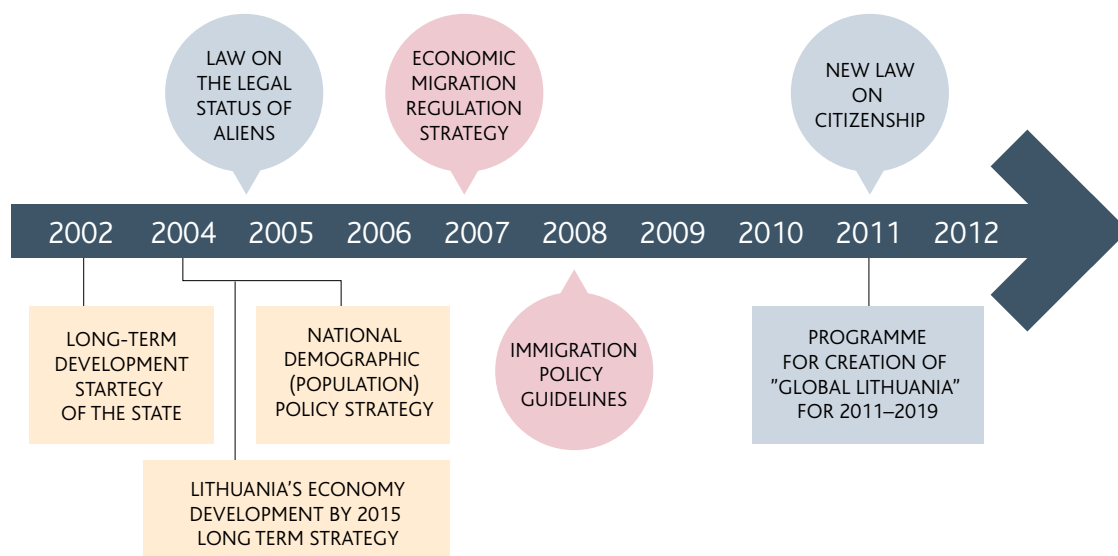 LAW ON
THE LEGAL
STATUS OF
ALIENS
ECONOMIC
MIGRATION
REGULATION
STRATEGY
NEW LAW
ON
CITIZENSHIP
2002 2004 2005 2006 2007 2008 2009 2010 2011 2012
LONG-TERM
DEVELOPMENT
STARTEGY
OF THE STATE
NATIONAL
DEMOGRAPHIC
(POPULATION)
POLICY STRATEGY
IMMIGRATION
POLICY
GUIDELINES
PROGRAMME
FOR CREATION OF
”GLOBAL LITHUANIA”
FOR 2011–2019
LITHUANIA’S ECONOMY
DEVELOPMENT BY 2015
LONG TERM STRATEGY